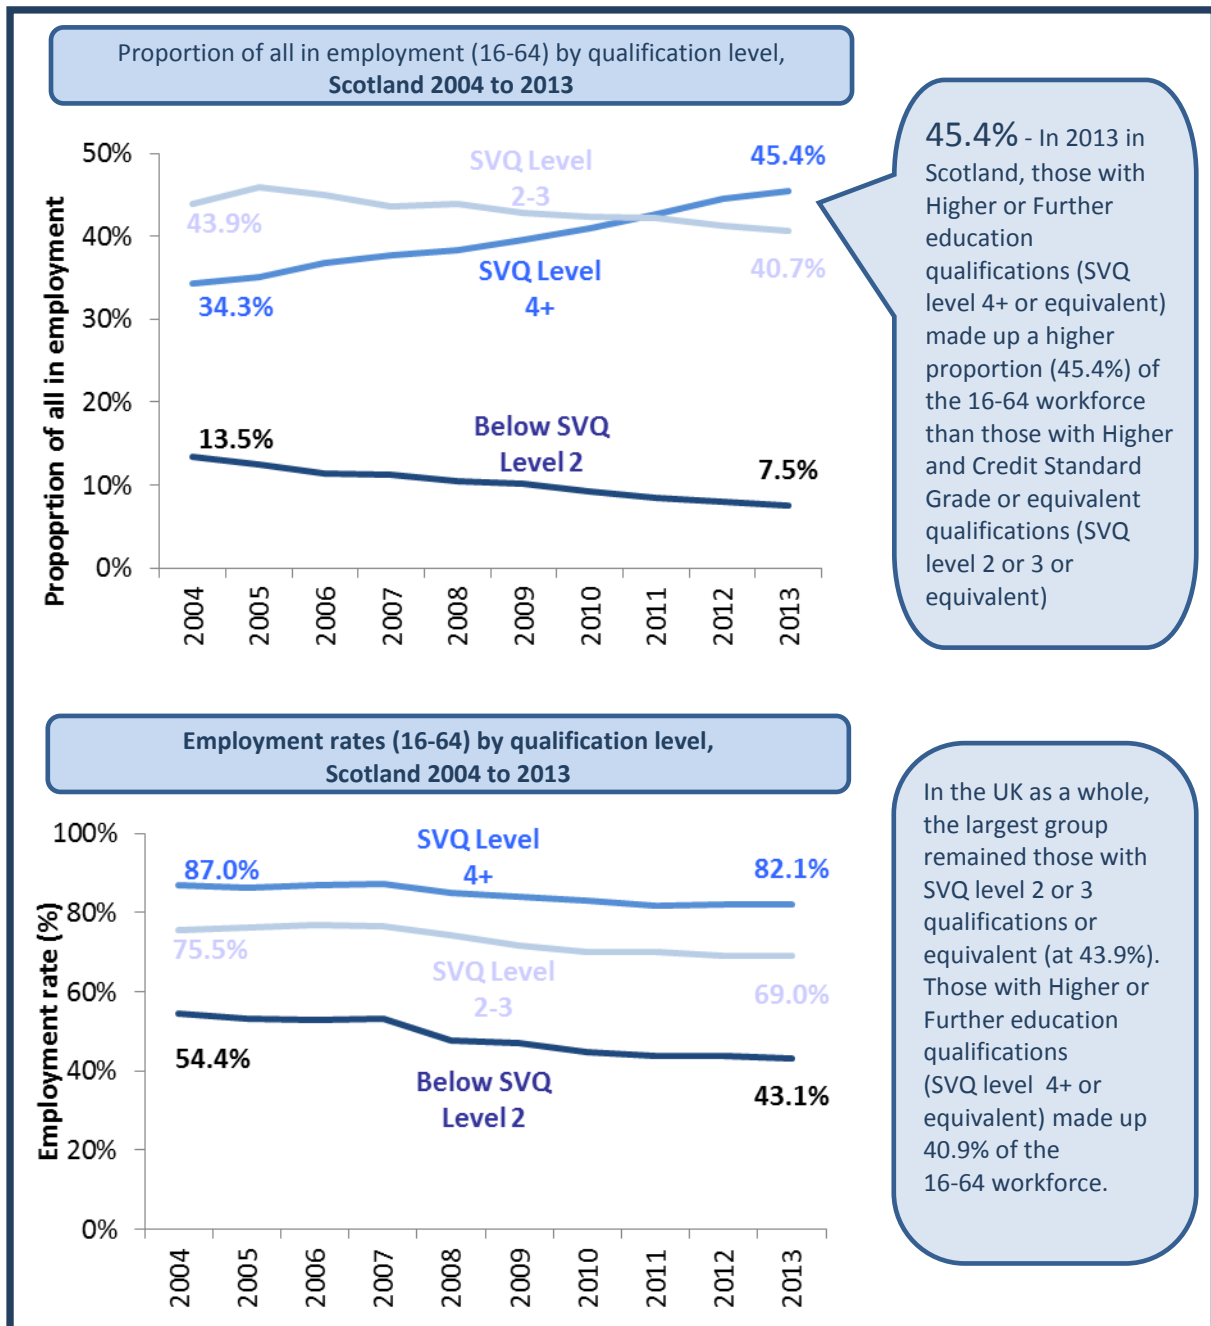 Proportion of all in employment (16-64) by qualification level,
Scotland 2004 to 2013
45.4% - In 2013 in
Scotland, those with
Higher or Further
education
qualifications (SVQ
level 4+ or equivalent)
made up a higher
proportion (45.4%) of
the 16-64 workforce
than those with Higher
and Credit Standard
Grade or equivalent
qualifications (SVQ
level 2 or 3 or
equivalent)
Propoprtion of all in employment
50%
40%
30%
20%
10%
0%
SVQ Level
2-3
45.4%
43.9%
34.3%
SVQ Level
4+
40.7%
13.5%
Below SVQ
Level 2
7.5%
2004
2005
2006
2007
2008
2009
2010
2011
2012
2013
Employment rates (16-64) by qualification level,
Scotland 2004 to 2013
In the UK as a whole,
the largest group
remained those with
SVQ level 2 or 3
qualifications or
equivalent (at 43.9%).
Those with Higher or
Further education
qualifications
(SVQ level 4+ or
equivalent) made up
40.9% of the
16-64 workforce.
Employment rate (%)
100%
80%
60%
40%
20%
0%
SVQ Level
4+
87.0%
82.1%
75.5%
SVQ Level
2-3
69.0%
54.4%
Below SVQ
Level 2
43.1%
2004
2005
2006
2007
2008
2009
2010
2011
2012
2013